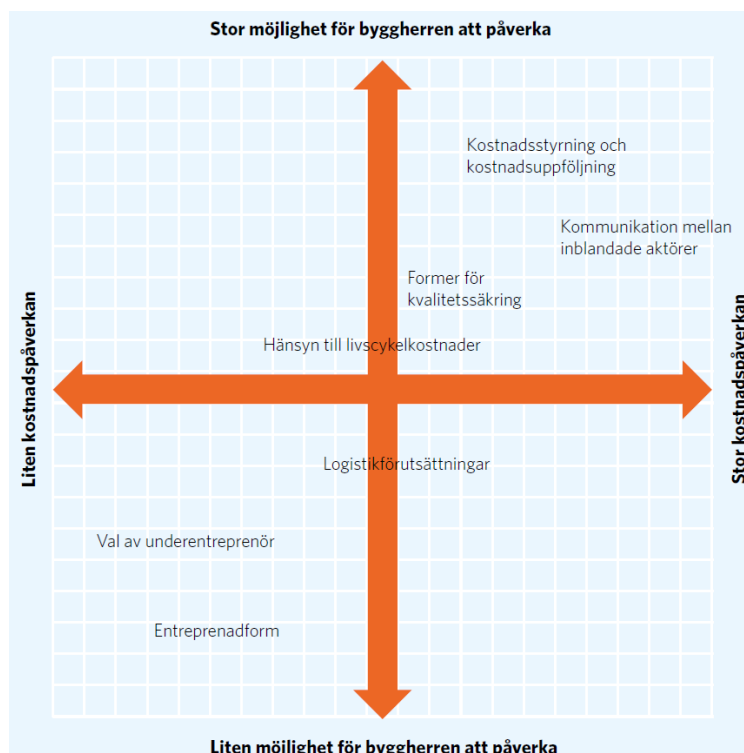 Stor möjlighet för byggherren att påverka
Kostnadsstyrning och
kostnadsuppföljning
Kommunikation mellan
inblandade aktörer
Former för
kvalitetssäkring
Hänsyn till livscykelkostnader
Liten kostnadspåverkan
Stor kostnadspåverkan
Logistikförutsättningar
Val av underentreprenör
Entreprenadform
Liten möjlighet för byggherren att påverka